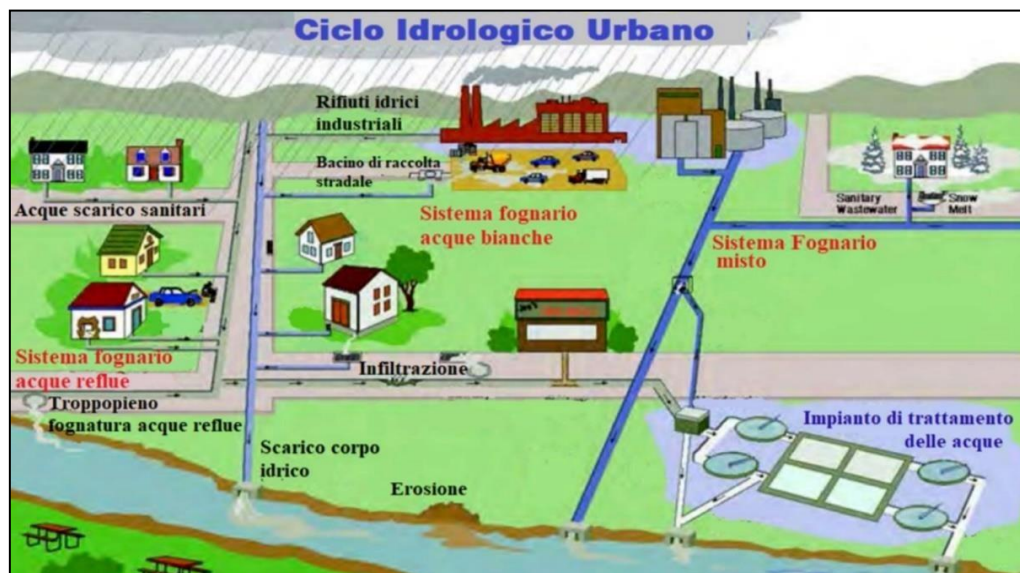 Ciclo Idrologico Urbano
Rifiuti idrici
industriali
Bacino di raccolta
stradale
Acque scarico sanitari
Sistema fognario
acque bianche
Sanitary
Wastewater
Snow
Melt
Sistema Fognario
misto
Sistema fognario
acque reflue
Infiltrazione
Troppopieno
fognatura acque reflue
Scarico corpo
idrico
Erosione
Impianto di trattamento
delle acque